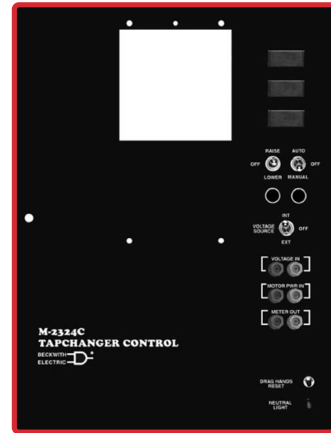 RAISE AUTO
OFF OFF
LOWER MANUAL
INT
VOLTAGE
SOURCE OFF
EXT
VOLTAGE IN
MOTOR PWR IN
METER OUT
M-2324C
TAPCHANGER CONTROL
BECKWITH
ELECTRIC
DRAG HANDS
RESET
NEUTRAL
LIGHT